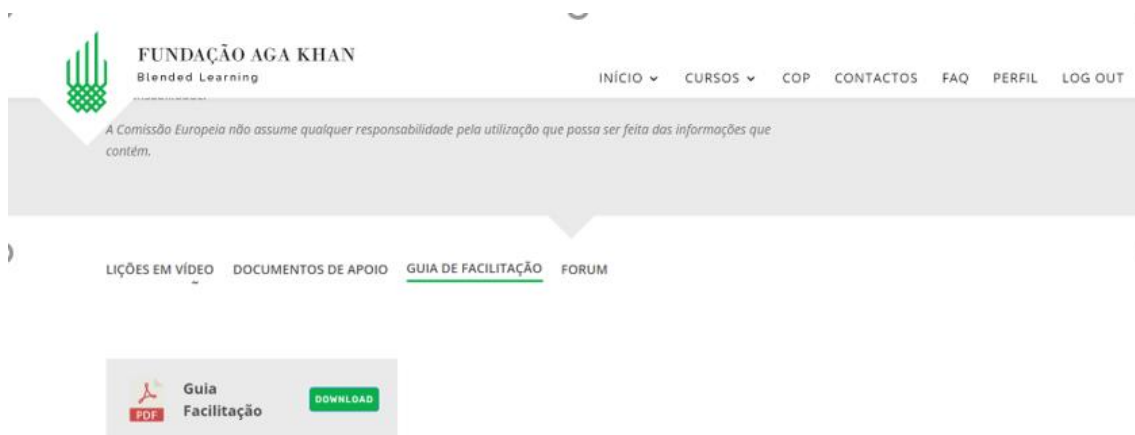 FUNDAÇÃO AGA KHAN
Blended Learning
INÍCIO CURSOS COP CONTACTOS FAQ PERFIL LOG OUT
A Comissão Europeia não assume qualquer responsabilidade pela utilização que possa ser feita das informações que
contém.
LIÇÕES EM VÍDEO DOCUMENTOS DE APOIO GUIA DE FACILITAÇÃO FORUM
Guia
Facilitação
PDF
DOWNLOAD